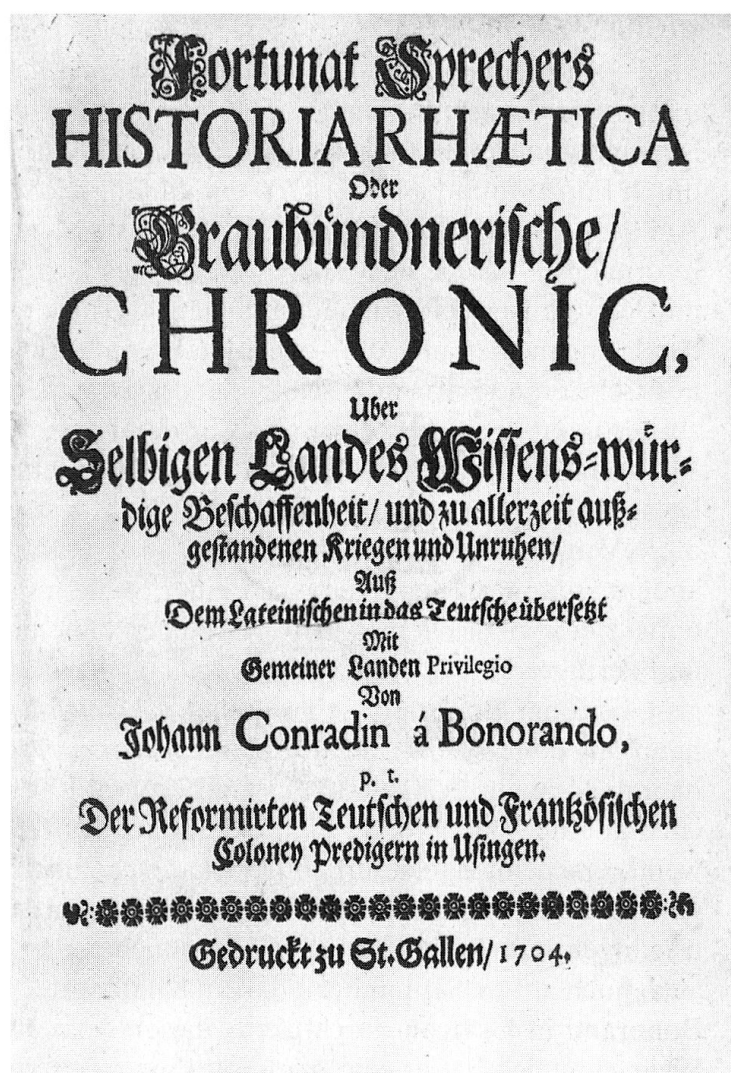 Fortunat Sprechers
HISTORIA RHÆTICA
Oder
Graubündnerische/
CHRONIC,
Uber
Selbigen Landes Wissens-wür-
dige Beschaffenheit/ und zu allerzeit auß-
gestandenen Kriegen und Unruhen/
Auß
Dem Lateinischen in das Teutsche übersetzt
Mit
Gemeiner Landen Privilegio
Von
Johann Conradin á Bonorando,
p. t.
Der Reformirten Teutschen und Frantzösischen
Coloney Predigern in Usingen.
Gedruckt zu St. Gallen/ 1704.